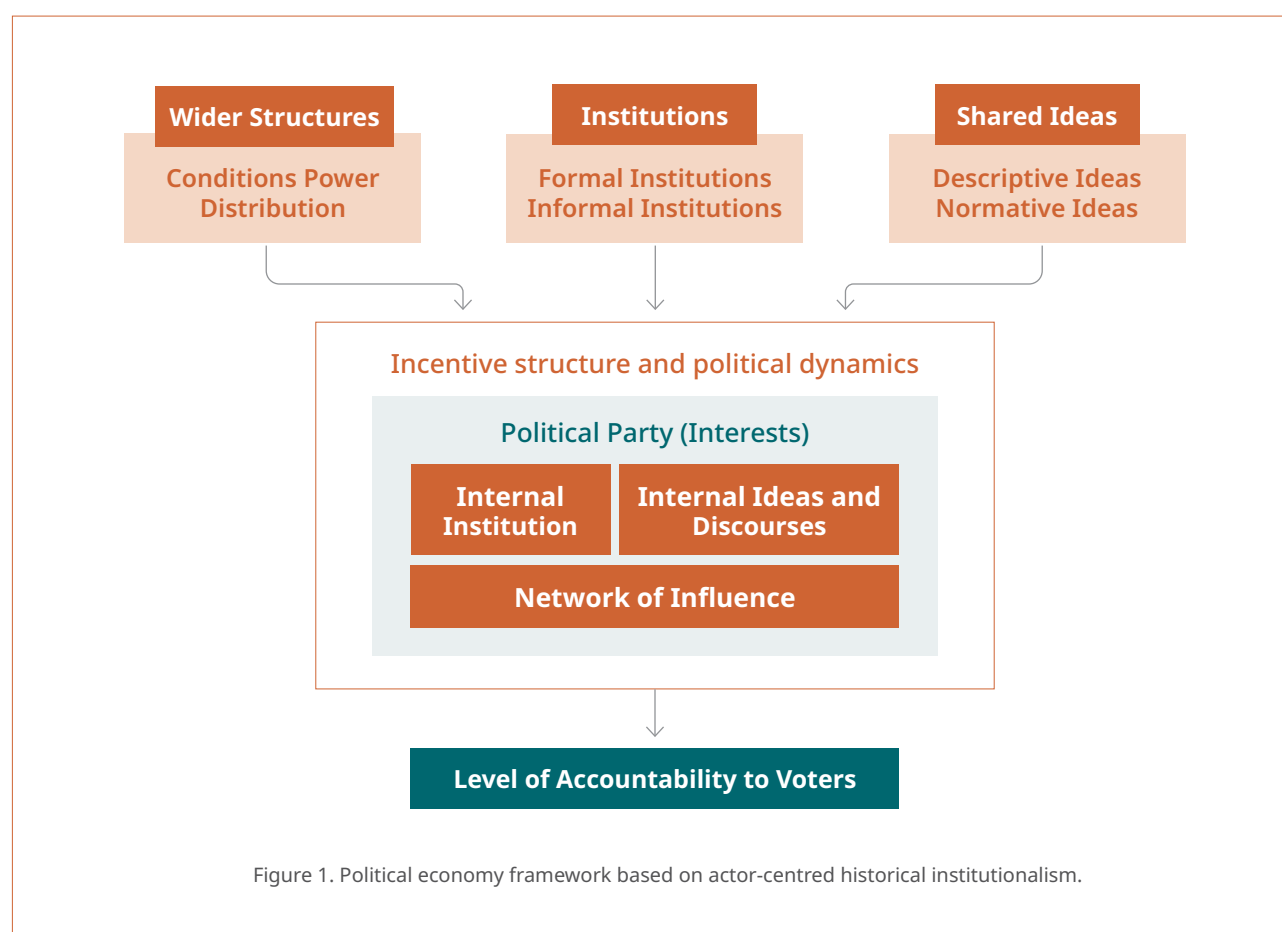 Wider Structures
Conditions Power
Distribution
Institutions
Formal Institutions
Informal Institutions
Shared Ideas
Descriptive Ideas
Normative Ideas
Incentive structure and political dynamics
Political Party (Interests)
Internal
Institution
Internal Ideas and
Discourses
Network of Influence
Level of Accountability to Voters
Figure 1. Political economy framework based on actor-centred historical institutionalism.